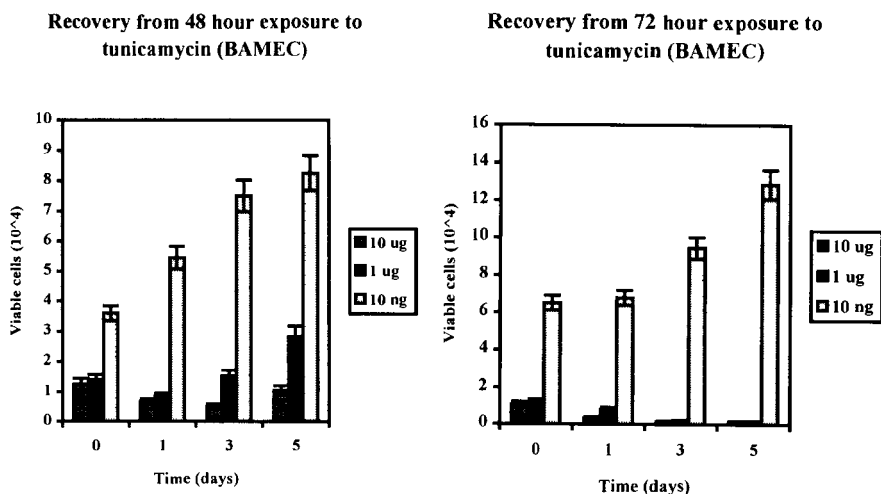 Recovery from 48 hour exposure to
tunicamycin (BAMEC)
Viable cells (10^4)
10
9
8
7
6
5
4
3
2
1
0
0 1 3 5
Time (days)
10 ug
1 ug
10 ng
Recovery from 72 hour exposure to
tunicamycin (BAMEC)
Viable cells (10^4)
16
14
12
10
8
6
4
2
0
0 1 3 5
Time (days)
10 ug
1 ug
10 ng